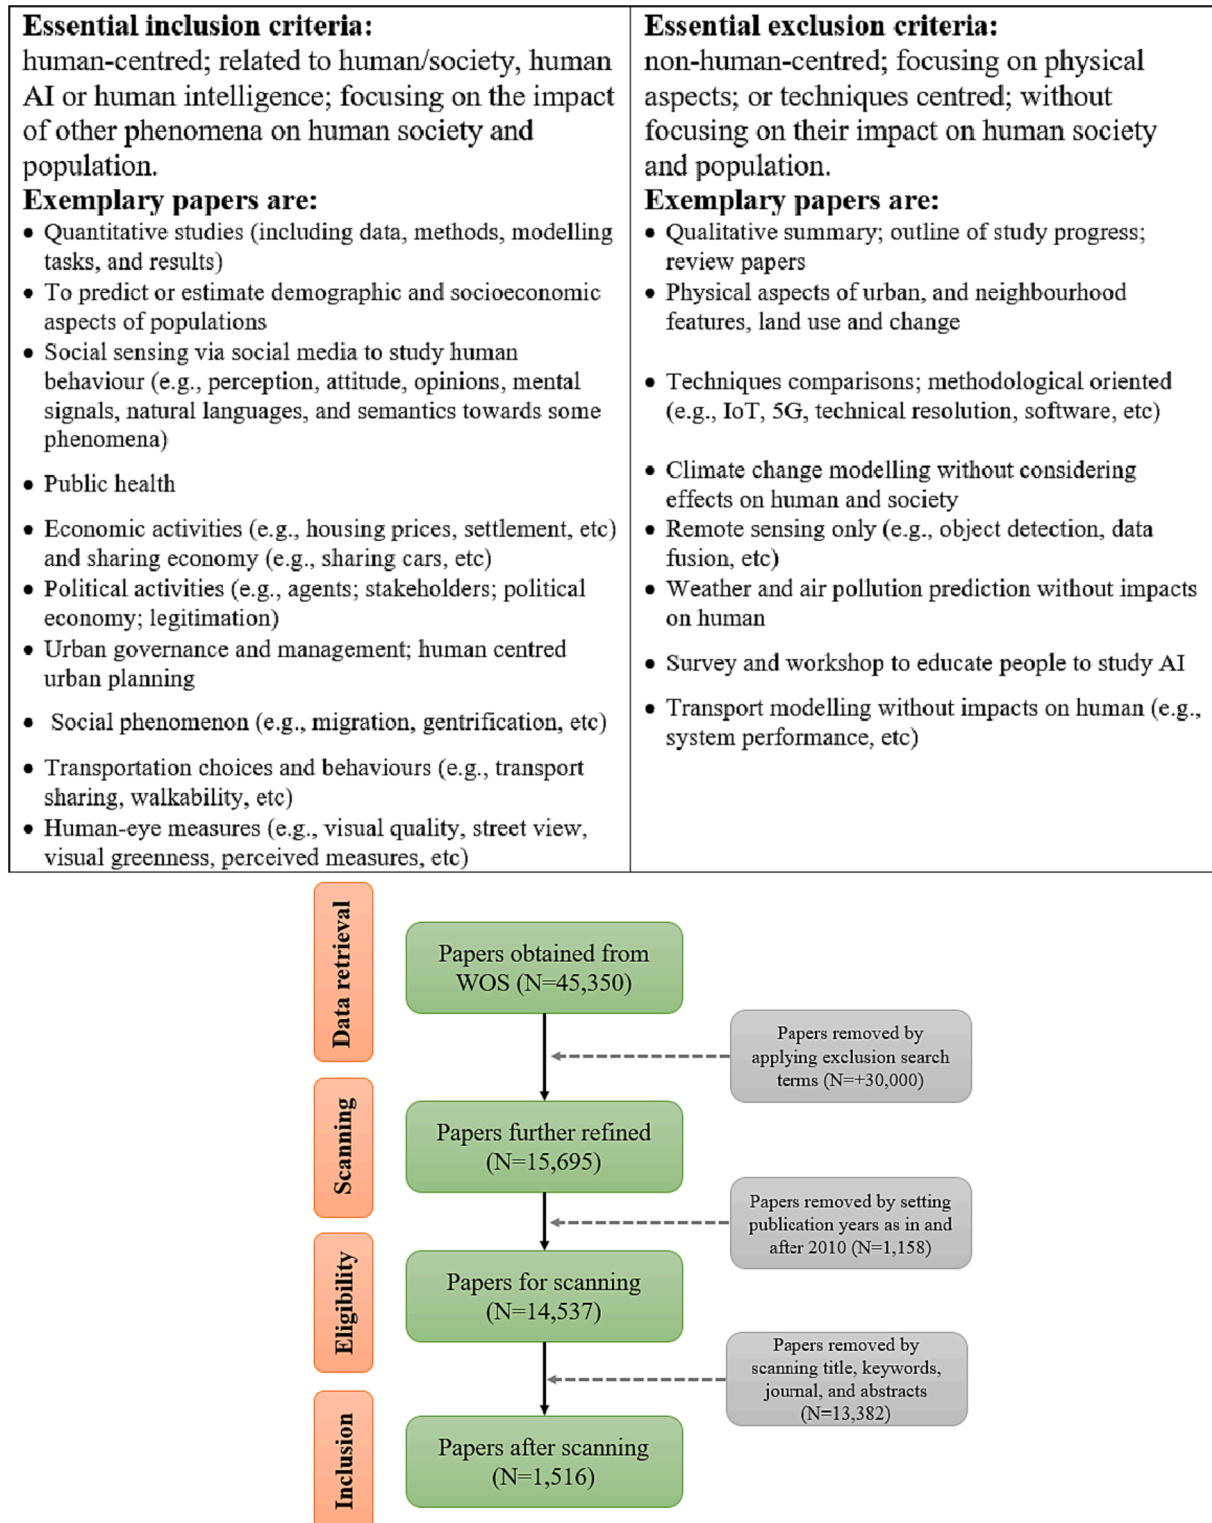 Essential inclusion criteria:
human-centred; related to human/society, human
AI or human intelligence; focusing on the impact
of other phenomena on human society and
population.
Exemplary papers are:
• Quantitative studies (including data, methods, modelling
tasks, and results)
• To predict or estimate demographic and socioeconomic
aspects of populations
• Social sensing via social media to study human
behaviour (e.g., perception, attitude, opinions, mental
signals, natural languages, and semantics towards some
phenomena)
• Public health
• Economic activities (e.g., housing prices, settlement, etc)
and sharing economy (e.g., sharing cars, etc)
• Political activities (e.g., agents; stakeholders; political
economy; legitimation)
• Urban governance and management; human centred
urban planning
• Social phenomenon (e.g., migration, gentrification, etc)
• Transportation choices and behaviours (e.g., transport
sharing, walkability, etc)
• Human-eye measures (e.g., visual quality, street view,
visual greenness, perceived measures, etc)
Essential exclusion criteria:
non-human-centred; focusing on physical
aspects; or techniques centred; without
focusing on their impact on human society
and population.
Exemplary papers are:
• Qualitative summary; outline of study progress;
review papers
• Physical aspects of urban, and neighbourhood
features, land use and change
• Techniques comparisons; methodological oriented
(e.g., IoT, 5G, technical resolution, software, etc)
• Climate change modelling without considering
effects on human and society
• Remote sensing only (e.g., object detection, data
fusion, etc)
• Weather and air pollution prediction without impacts
on human
• Survey and workshop to educate people to study AI
• Transport modelling without impacts on human (e.g.,
system performance, etc)
Data retrieval
Papers obtained from
WOS (N=45,350)
Papers removed by
applying exclusion search
terms (N=+30,000)
Scanning
Papers further refined
(N=15,695)
Papers removed by setting
publication years as in and
after 2010 (N=1,158)
Eligibility
Papers for scanning
(N=14,537)
Papers removed by
scanning title, keywords,
journal, and abstracts
(N=13,382)
Inclusion
Papers after scanning
(N=1,516)